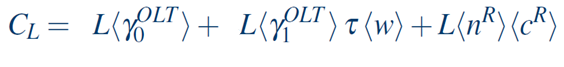 C_L = L⟨γ_0^{OLT}⟩ + L⟨γ_1^{OLT}⟩ τ⟨w⟩ + L⟨n^R⟩⟨c^R⟩